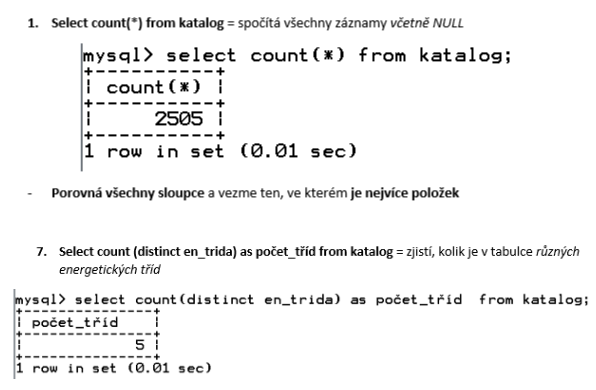 1. Select count(*) from katalog = spočítá všechny záznamy včetně NULL
mysql> select count(*) from katalog;
+----------+
| count(*) |
+----------+
|     2505 |
+----------+
1 row in set (0.01 sec)
- Porovná všechny sloupce a vezme ten, ve kterém je nejvíce položek
7. Select count (distinct en_trida) as počet_tříd from katalog = zjistí, kolik je v tabulce různých
energetických tříd
mysql> select count(distinct en_trida) as počet_tříd  from katalog;
+------------+
| počet_tříd |
+------------+
|          5 |
+------------+
1 row in set (0.01 sec)